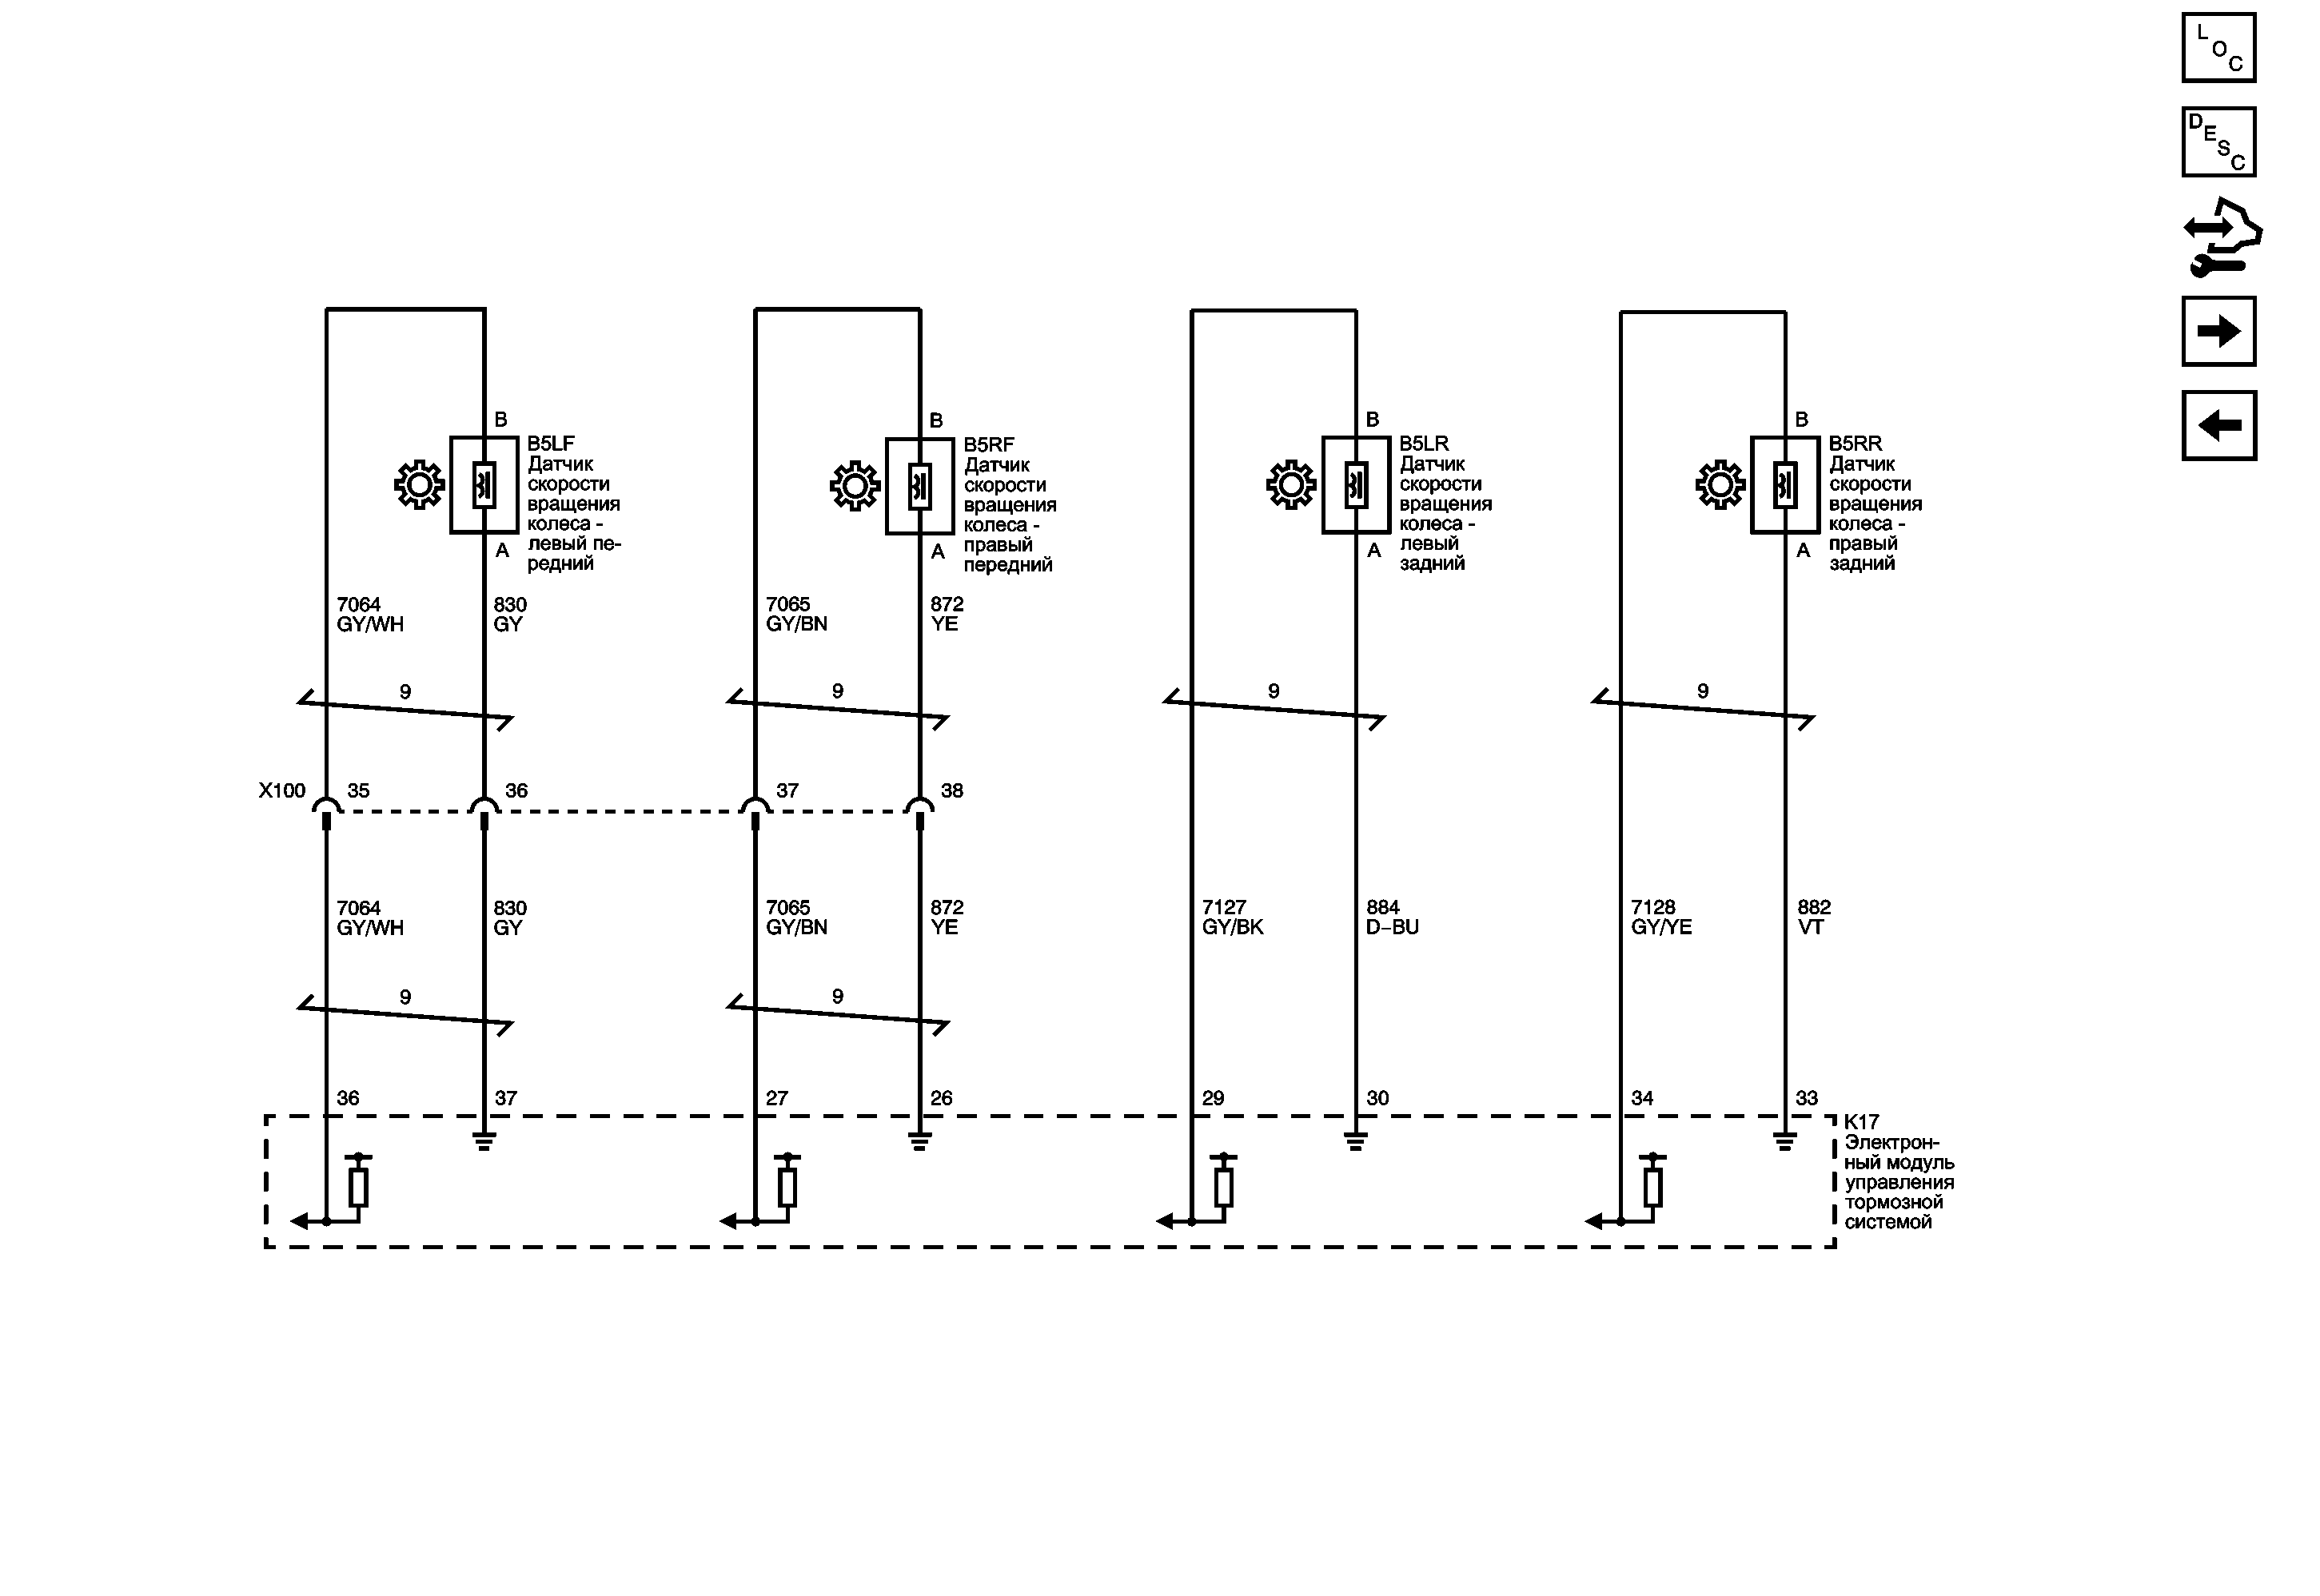 LOC
DESC
B
B5LF
Датчик
скорости
вращения
колеса -
левый пе-
редний
A
B
B5RF
Датчик
скорости
вращения
колеса -
правый
передний
A
B
B5LR
Датчик
скорости
вращения
колеса -
левый
задний
A
B
B5RR
Датчик
скорости
вращения
колеса -
правый
задний
A
7064 830 7065 872
GY/WH GY GY/BN YE
9 9 9 9
X100 35 36 37 38
7064 830 7065 872 7127 884 7128 882
GY/WH GY GY/BN YE GY/BK D-BU GY/YE VT
9 9
36 37 27 26 29 30 34 33
K17
Электрон-
ный модуль
управления
тормозной
системой